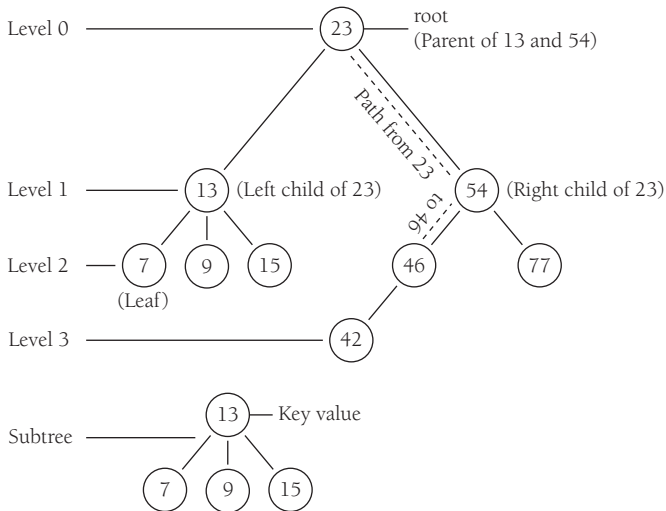 Level 0
23
root
(Parent of 13 and 54)
Path from 23
to 46
Level 1
13
(Left child of 23)
54
(Right child of 23)
Level 2
7
9
15
46
77
(Leaf)
Level 3
42
13
Key value
Subtree
7
9
15